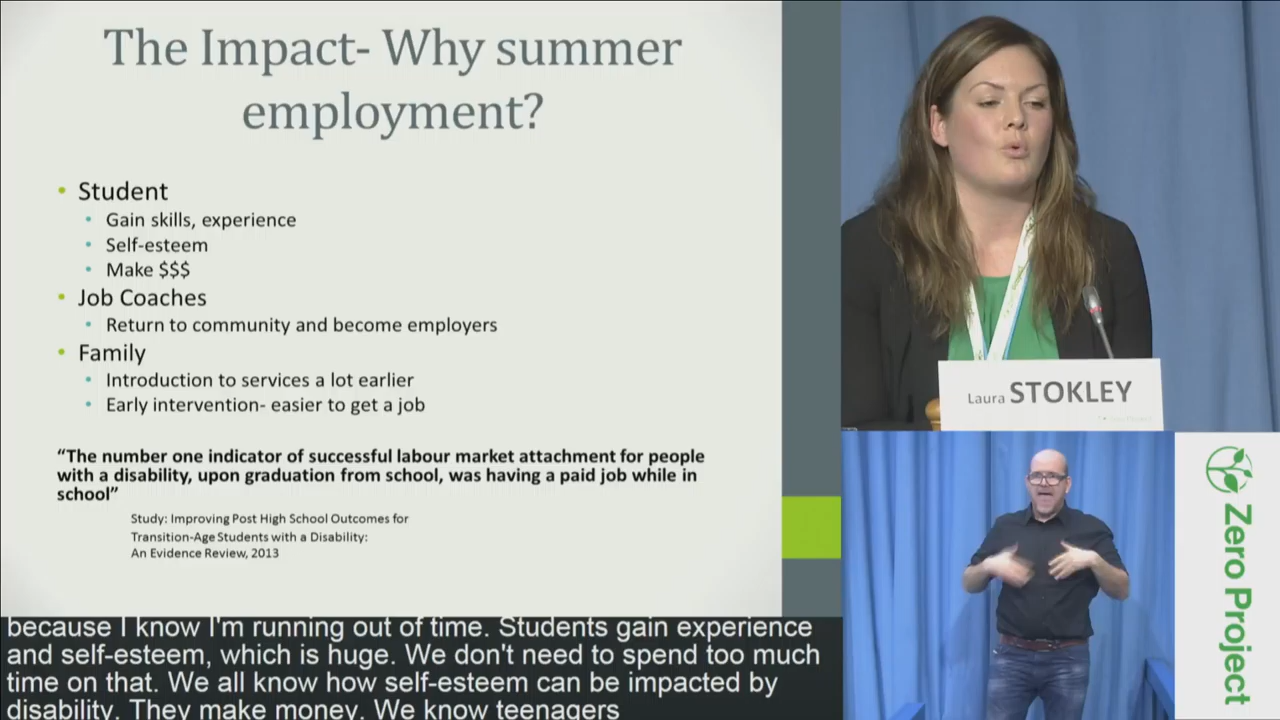 The Impact- Why summer
employment?
• Student
• Gain skills, experience
• Self-esteem
• Make $$$
• Job Coaches
• Return to community and become employers
• Family
• Introduction to services a lot earlier
• Early intervention- easier to get a job
“The number one indicator of successful labour market attachment for people
with a disability, upon graduation from school, was having a paid job while in
school”
Study: Improving Post High School Outcomes for
Transition-Age Students with a Disability:
An Evidence Review, 2013
because I know I'm running out of time. Students gain experience
and self-esteem, which is huge. We don't need to spend too much
time on that. We all know how self-esteem can be impacted by
disability. They make money. We know teenagers
Laura STOKLEY
Zero Project